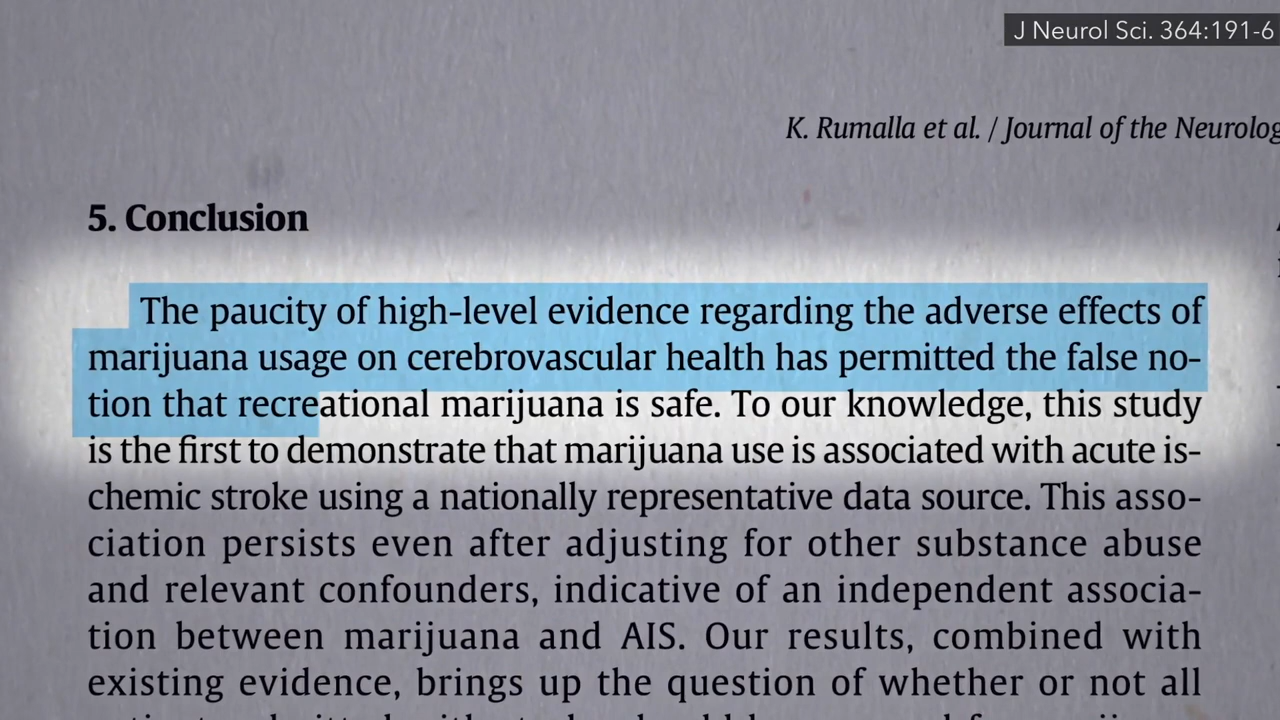 J Neurol Sci. 364:191-6
K. Rumalla et al. / Journal of the Neurolog
5. Conclusion
The paucity of high-level evidence regarding the adverse effects of
marijuana usage on cerebrovascular health has permitted the false no-
tion that recreational marijuana is safe. To our knowledge, this study
is the first to demonstrate that marijuana use is associated with acute is-
chemic stroke using a nationally representative data source. This asso-
ciation persists even after adjusting for other substance abuse
and relevant confounders, indicative of an independent associa-
tion between marijuana and AIS. Our results, combined with
existing evidence, brings up the question of whether or not all